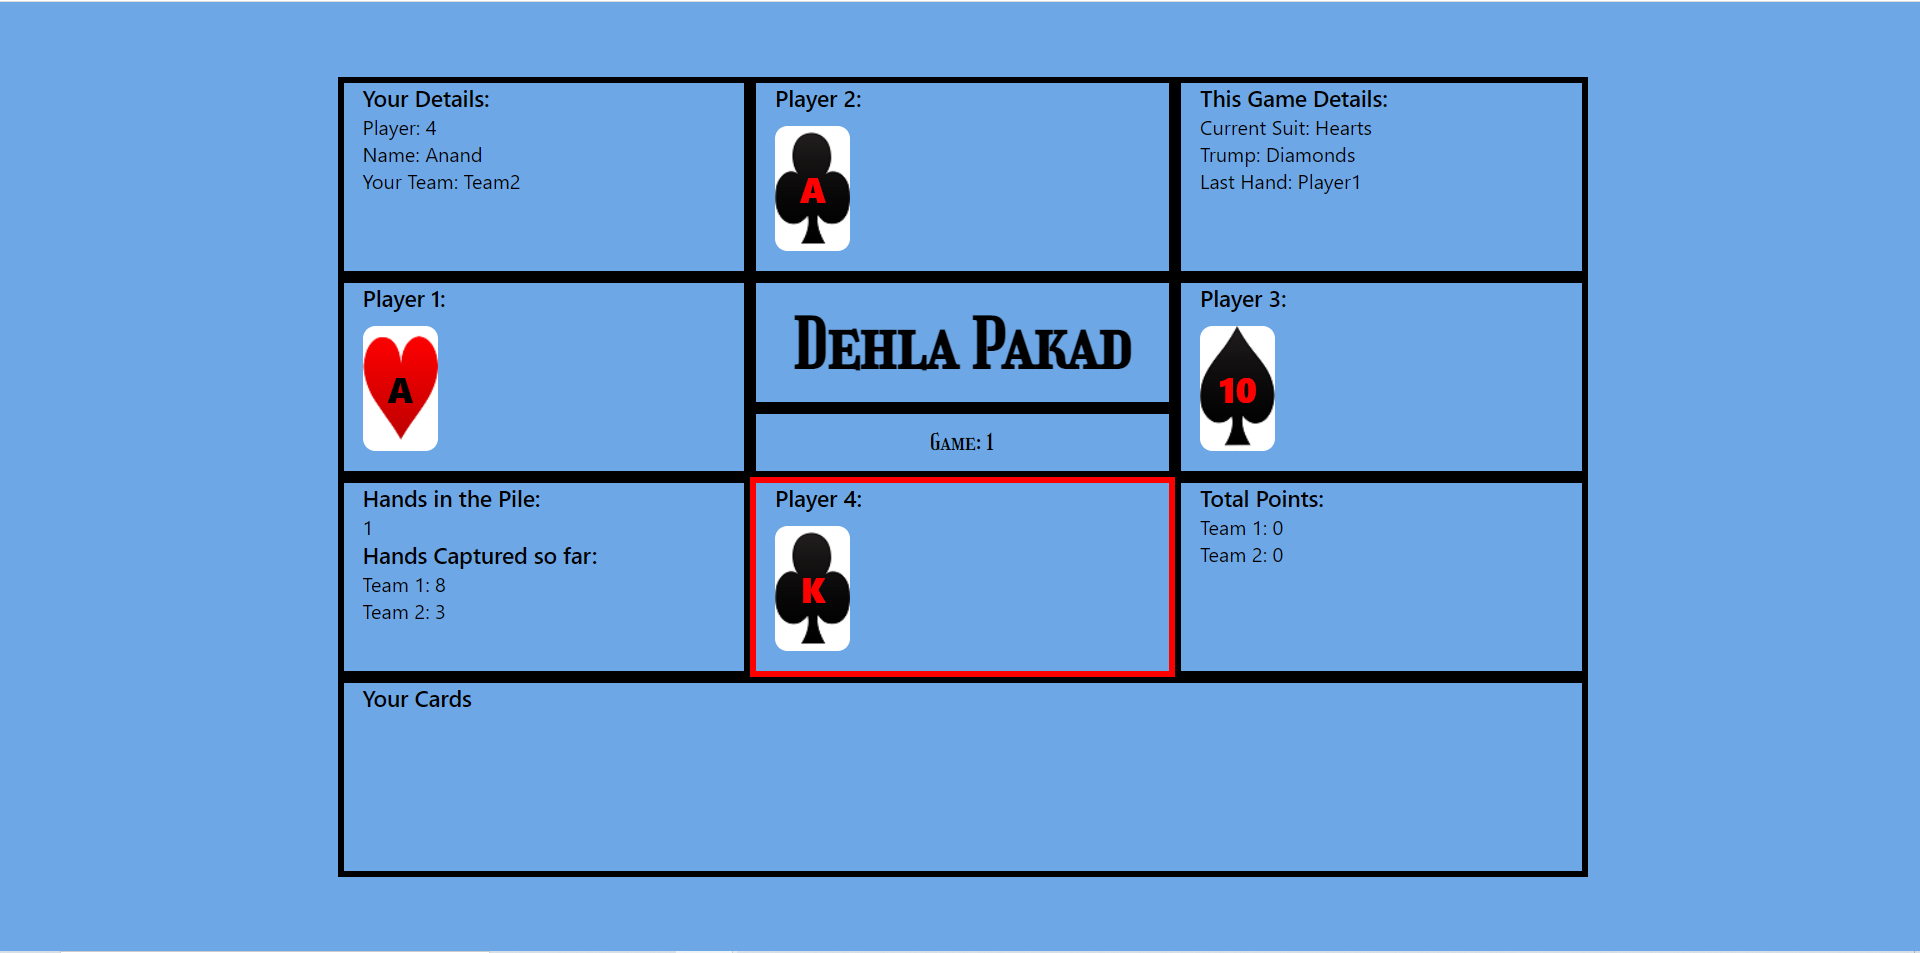 Your Details:
Player: 4
Name: Anand
Your Team: Team2
Player 2:
A
This Game Details:
Current Suit: Hearts
Trump: Diamonds
Last Hand: Player1
Player 1:
A
Dehla Pakad
Game: 1
Player 3:
10
Hands in the Pile:
1
Hands Captured so far:
Team 1: 8
Team 2: 3
Player 4:
K
Total Points:
Team 1: 0
Team 2: 0
Your Cards